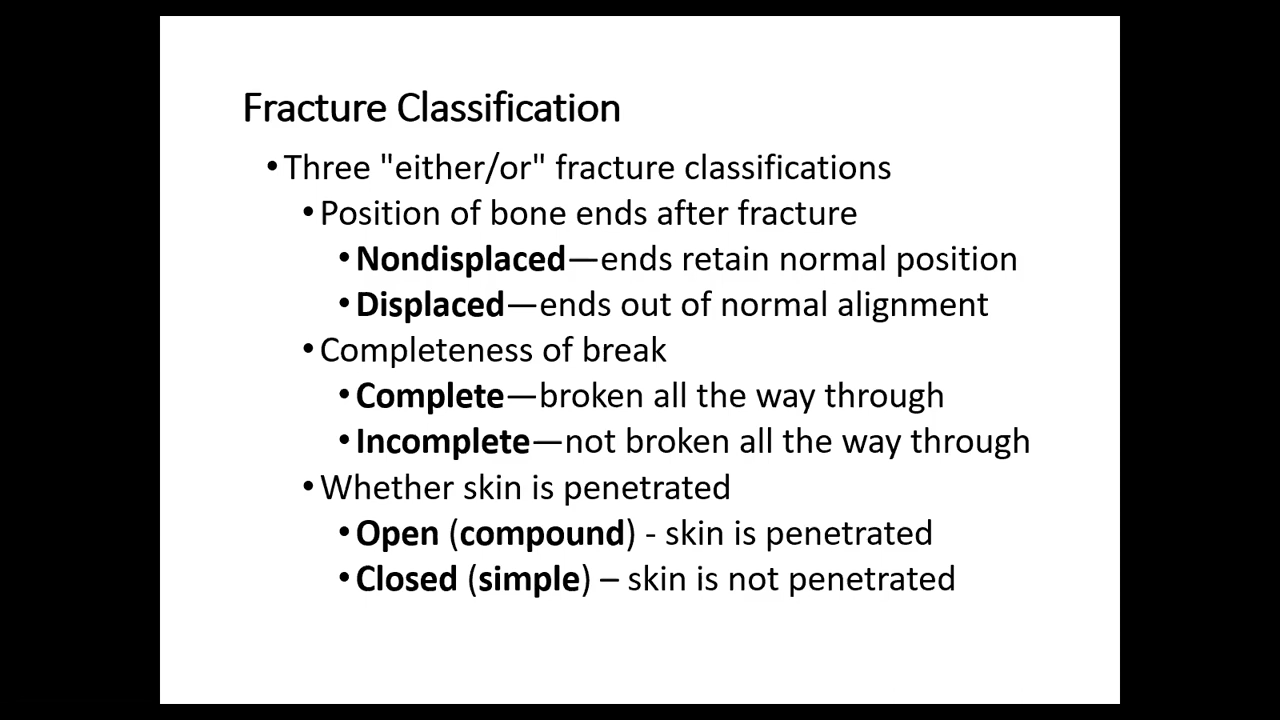 Fracture Classification
•Three "either/or" fracture classifications
•Position of bone ends after fracture
•Nondisplaced—ends retain normal position
•Displaced—ends out of normal alignment
•Completeness of break
•Complete—broken all the way through
•Incomplete—not broken all the way through
•Whether skin is penetrated
•Open (compound) - skin is penetrated
•Closed (simple) – skin is not penetrated